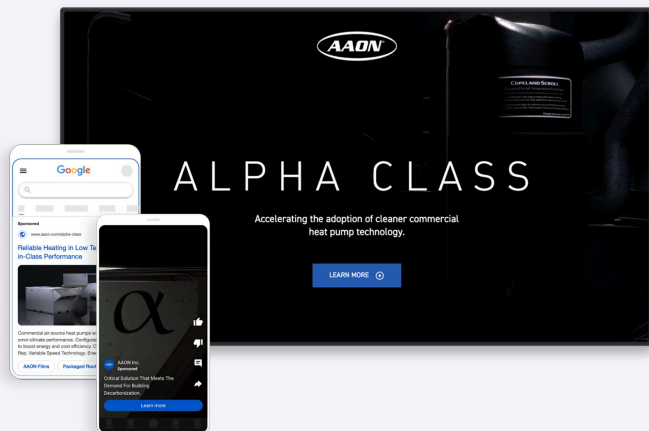 AAON
COPELAND SCROLL
ALPHA CLASS
Accelerating the adoption of cleaner commercial
heat pump technology.
LEARN MORE
Google
Sponsored
www.aaon.com/alpha-class
Reliable Heating in Low Te
in-Class Performance
Commercial air-source heat pumps w
omni-climate performance. Configura
to boost energy and cost efficiency. C
Rep. Variable Speed Technology, Ene
AAON Films
Packaged Roof
α
AAON Inc.
Sponsored
Critical Solution That Meets The
Demand For Building
Decarbonization.
Learn more